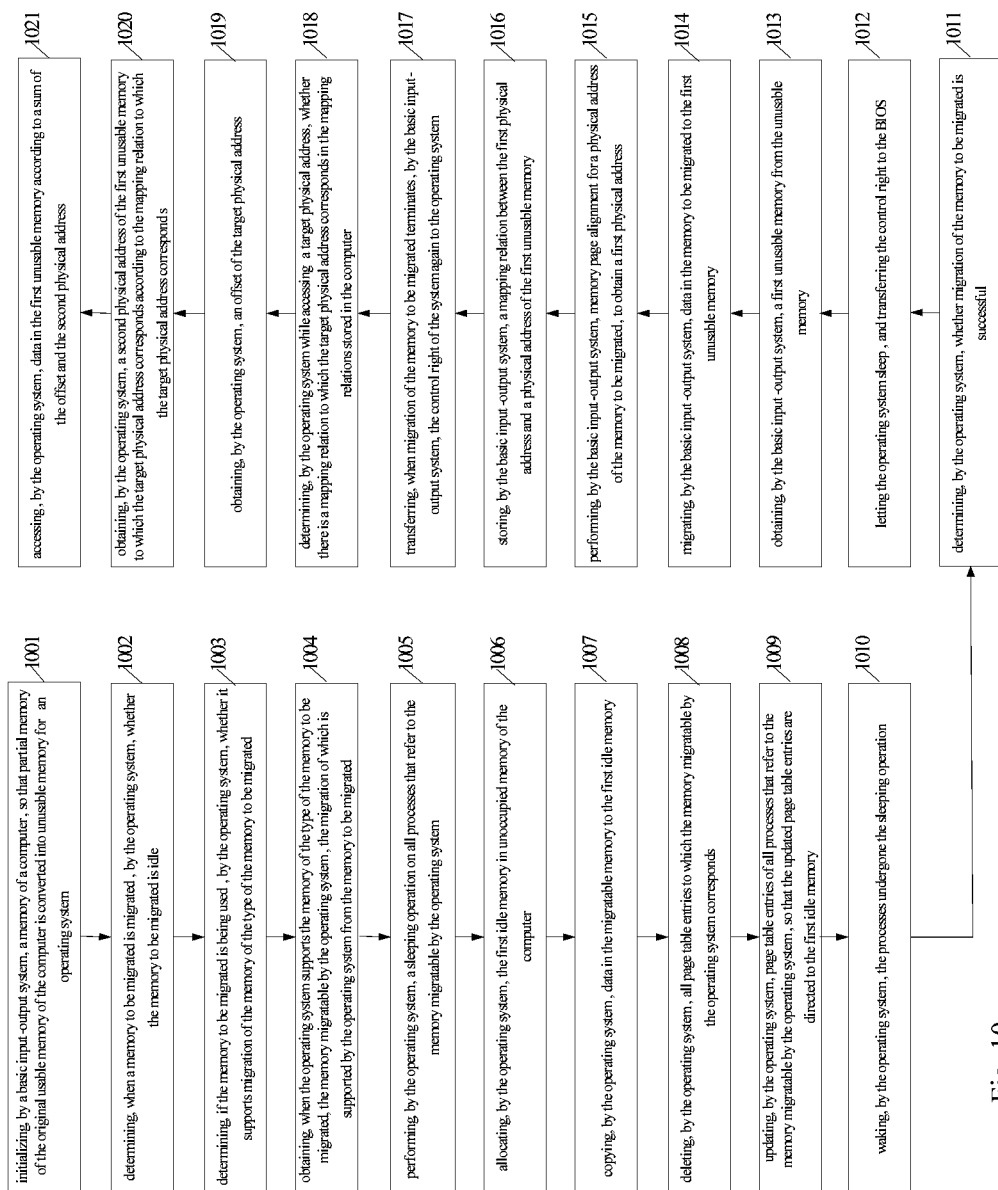 1001
initializing, by a basic input-output system, a memory of a computer, so that partial memory
of the original usable memory of the computer is converted into unusable memory for an
operating system
1002
determining, when a memory to be migrated is migrated, by the operating system, whether
the memory to be migrated is idle
1003
determining, if the memory to be migrated is being used, by the operating system, whether it
supports migration of the memory of the type of the memory to be migrated
1004
obtaining, when the operating system supports the memory of the type of the memory to be
migrated, the memory migratable by the operating system, the migration of which is
supported by the operating system from the memory to be migrated
1005
performing, by the operating system, a sleeping operation on all processes that refer to the
memory migratable by the operating system
1006
allocating, by the operating system, the first idle memory in unoccupied memory of the
computer
1007
copying, by the operating system, data in the migratable memory to the first idle memory
1008
deleting, by the operating system, all page table entries to which the memory migratable by
the operating system corresponds
1009
updating, by the operating system, page table entries of all processes that refer to the
memory migratable by the operating system, so that the updated page table entries are
directed to the first idle memory
1010
waking, by the operating system, the processes undergone the sleeping operation
1011
determining, by the operating system, whether migration of the memory to be migrated is
successful
1012
letting the operating system sleep, and transferring the control right to the BIOS
1013
obtaining, by the basic input-output system, a first unusable memory from the unusable
memory
1014
migrating, by the basic input-output system, data in the memory to be migrated to the first
unusable memory
1015
performing, by the basic input-output system, memory page alignment for a physical address
of the memory to be migrated, to obtain a first physical address
1016
storing, by the basic input-output system, a mapping relation between the first physical
address and a physical address of the first unusable memory
1017
transferring, when migration of the memory to be migrated terminates, by the basic input-
output system, the control right of the system again to the operating system
1018
determining, by the operating system while accessing a target physical address, whether
there is a mapping relation to which the target physical address corresponds in the mapping
relations stored in the computer
1019
obtaining, by the operating system, an offset of the target physical address
1020
obtaining, by the operating system, a second physical address of the first unusable memory
to which the target physical address corresponds according to the mapping relation to which
the target physical address corresponds
1021
accessing, by the operating system, data in the first unusable memory according to a sum of
the offset and the second physical address